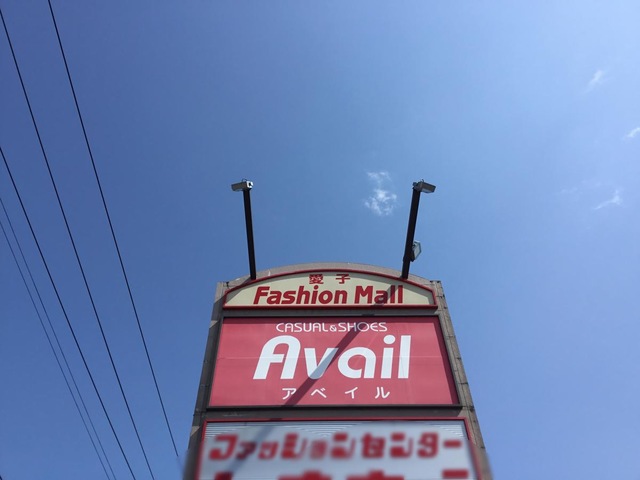 愛子
Fashion Mall
CASUAL&SHOES
Avail
アベイル
ファッションセンター